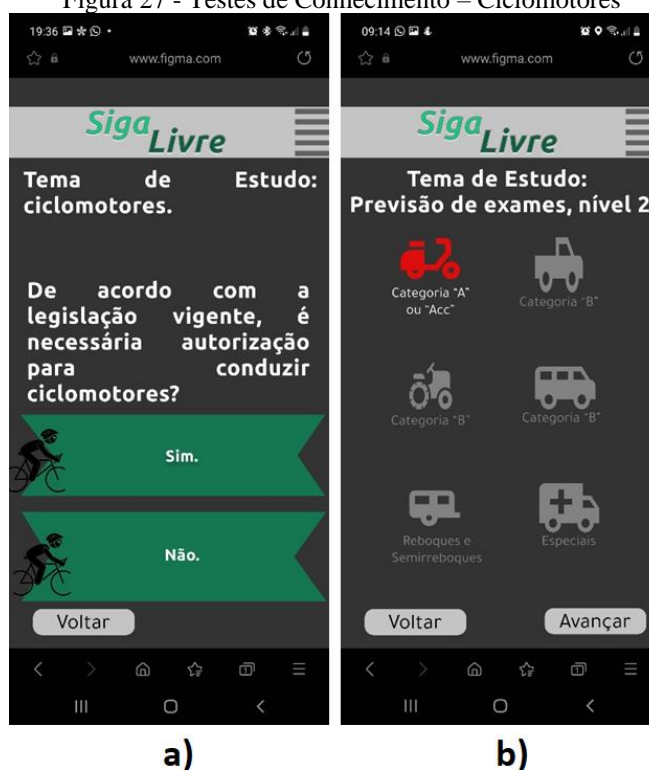 Figura 27 - Testes de Conhecimento – Ciclomotores
19:36
www.figma.com
Siga
Livre
Tema de Estudo:
ciclomotores.
De acordo com a
legislação vigente, é
necessária autorização
para conduzir
ciclomotores?
Sim.
Não.
Voltar
1
a)
09:14
www.figma.com
Siga
Livre
Tema de Estudo:
Previsão de exames, nível 2
Categoria "A"
ou "Acc"
Categoria "B"
Categoria "B"
Categoria "B"
Reboques e
Semirreboques
Especiais
Voltar
Avançar
1
b)